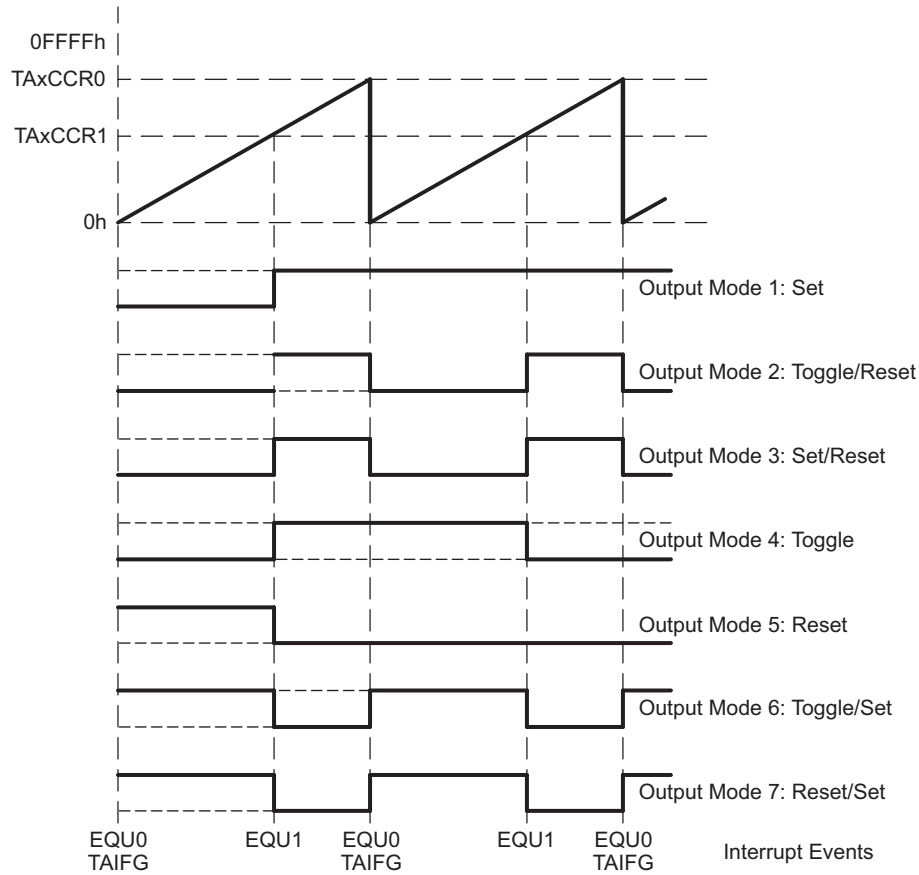 0FFFFh
TAxCCR0
TAxCCR1
0h
Output Mode 1: Set
Output Mode 2: Toggle/Reset
Output Mode 3: Set/Reset
Output Mode 4: Toggle
Output Mode 5: Reset
Output Mode 6: Toggle/Set
Output Mode 7: Reset/Set
EQU0 EQU1 EQU0 EQU1 EQU0
TAIFG TAIFG TAIFG
Interrupt Events